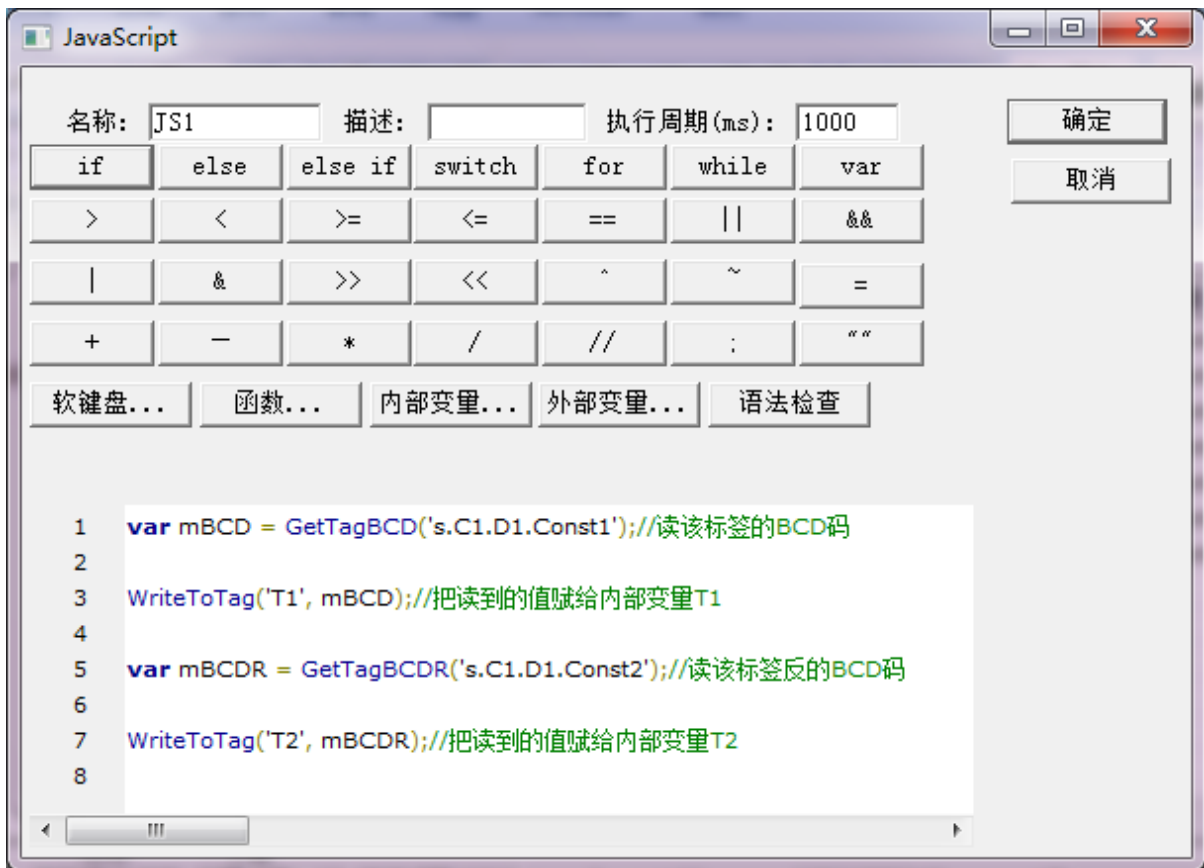 JavaScript
名称: JS1 描述: 执行周期(ms): 1000 确定
if else else if switch for while var 取消
> < >= <= == || &&
| & >> << ^ ~ =
+ — * / // ; ""
软键盘... 函数... 内部变量... 外部变量... 语法检查
1 var mBCD = GetTagBCD('s.C1.D1.Const1');//读该标签的BCD码
2
3 WriteToTag('T1', mBCD);//把读到的值赋给内部变量T1
4
5 var mBCDR = GetTagBCDR('s.C1.D1.Const2');//读该标签反的BCD码
6
7 WriteToTag('T2', mBCDR);//把读到的值赋给内部变量T2
8